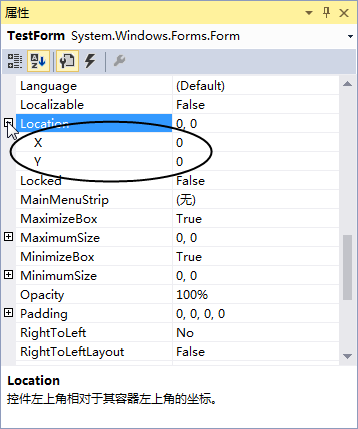 属性
TestForm System.Windows.Forms.Form
Language (Default)
Localizable False
Location 0, 0
X 0
Y 0
Locked False
MainMenuStrip (无)
MaximizeBox True
MaximumSize 0, 0
MinimizeBox True
MinimumSize 0, 0
Opacity 100%
Padding 0, 0, 0, 0
RightToLeft No
RightToLeftLayout False
Location
控件左上角相对于其容器左上角的坐标。